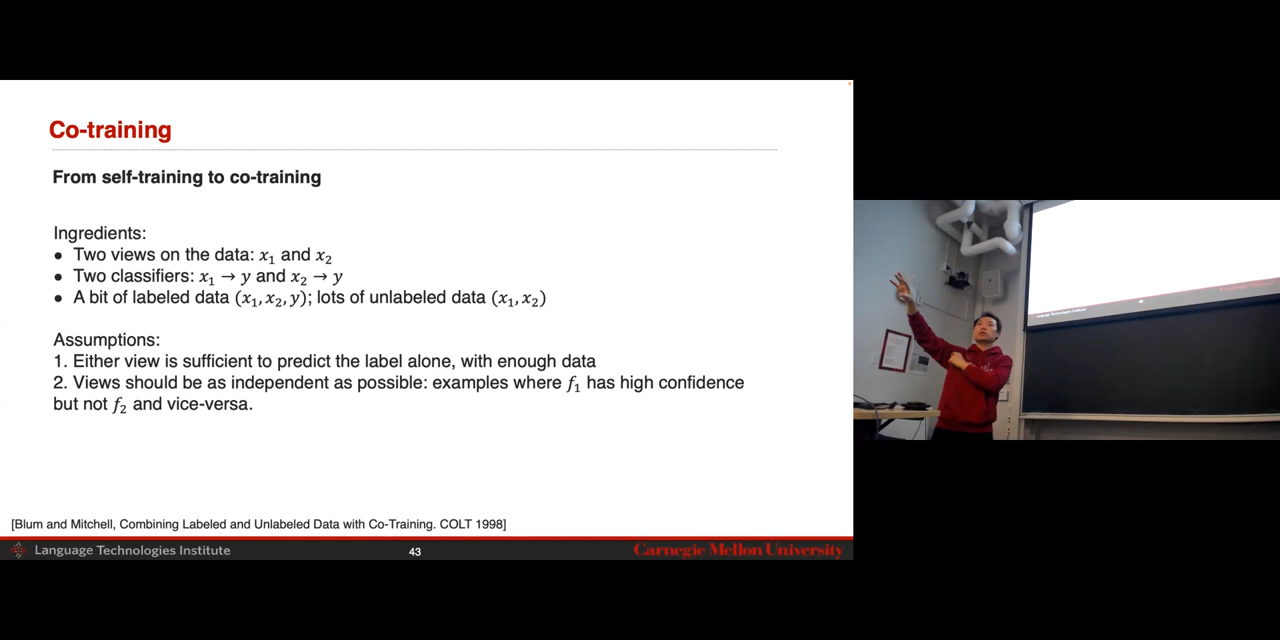 Co-training
From self-training to co-training
Ingredients:
• Two views on the data: x₁ and x₂
• Two classifiers: x₁ → y and x₂ → y
• A bit of labeled data (x₁, x₂, y); lots of unlabeled data (x₁, x₂)
Assumptions:
1. Either view is sufficient to predict the label alone, with enough data
2. Views should be as independent as possible: examples where f₁ has high confidence
but not f₂ and vice-versa.
[Blum and Mitchell, Combining Labeled and Unlabeled Data with Co-Training. COLT 1998]
Language Technologies Institute
43
Carnegie Mellon University